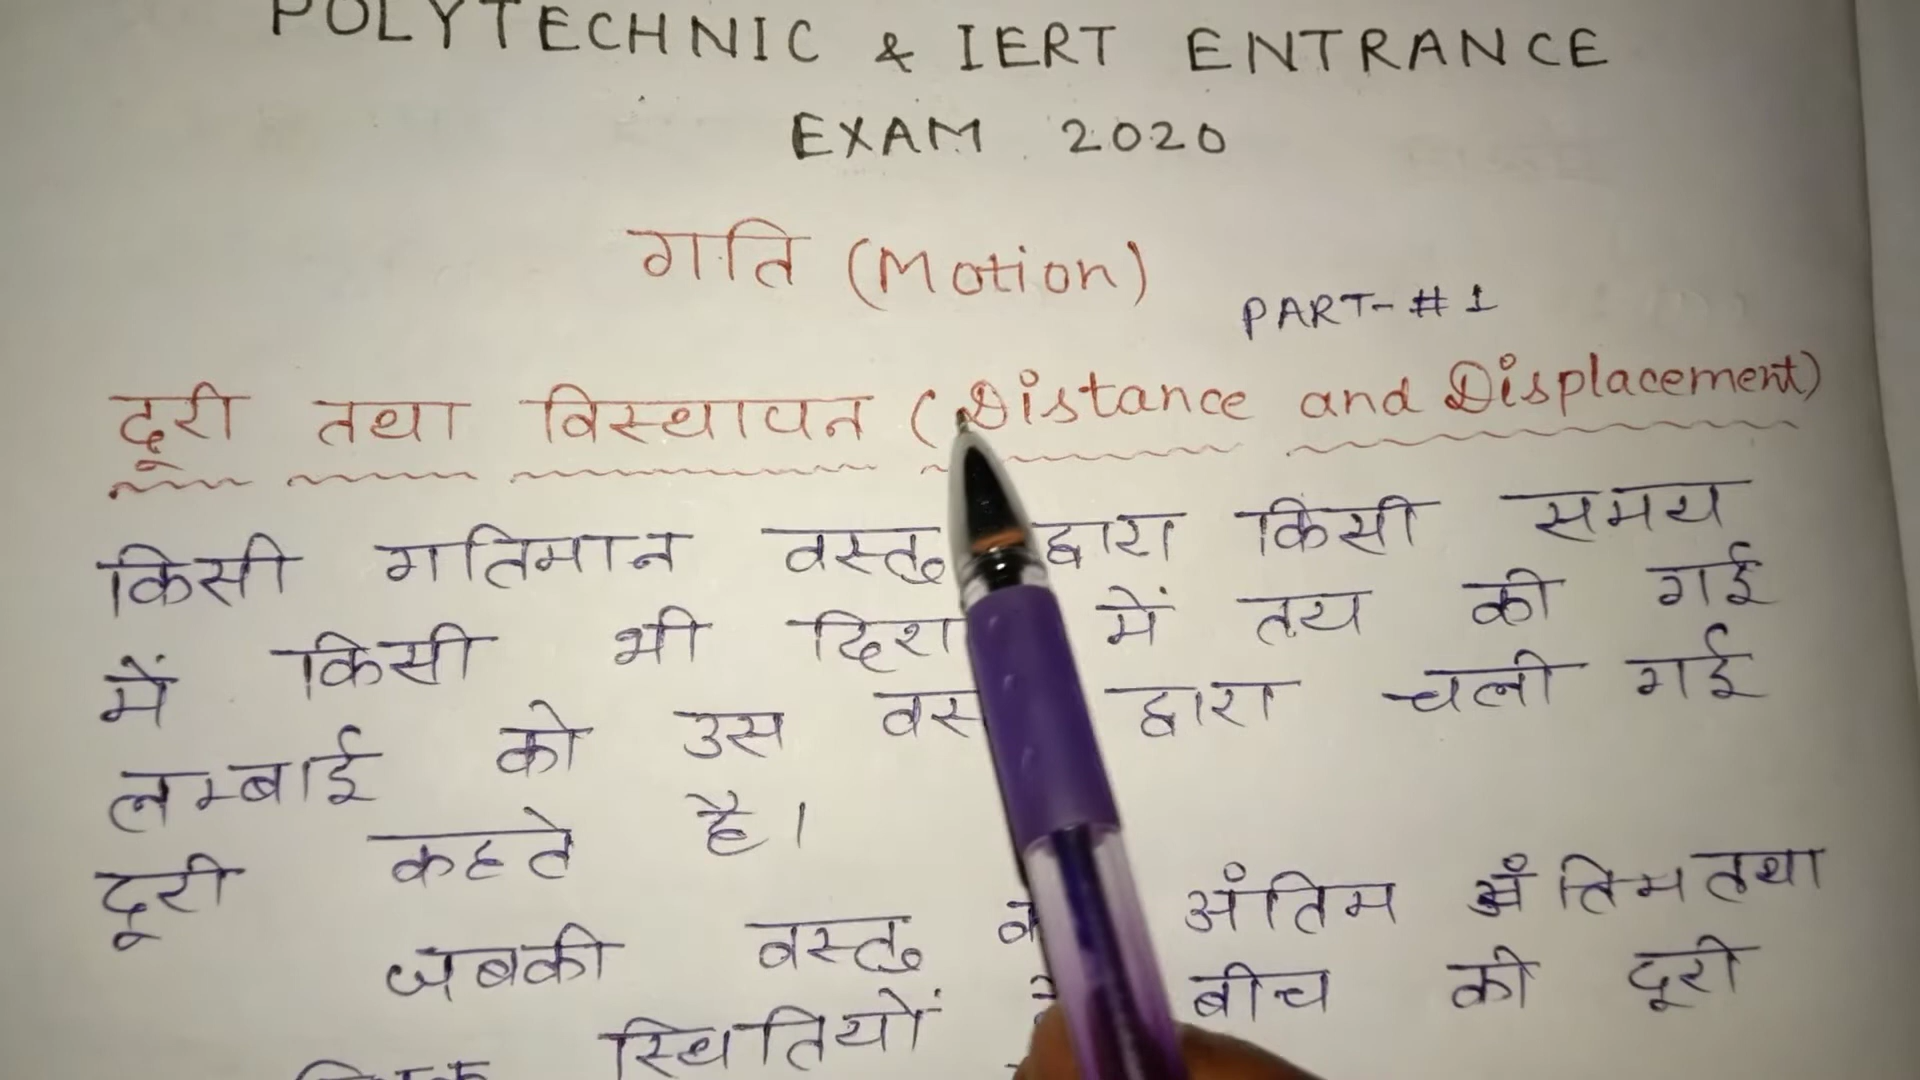 POLYTECHNIC & IERT ENTRANCE
EXAM 2020
गति (Motion)
PART-#1
दूरी तथा विस्थापन (Distance and Displacement)
किसी गतिमान वस्तु द्वारा किसी समय
में किसी भी दिशा में तय की गई
लम्बाई को उस द्वारा चली गई
दूरी कहते है।
जबकी वस्तु अंतिम अंतिम तथा
स्थितियों बीच की दूरी